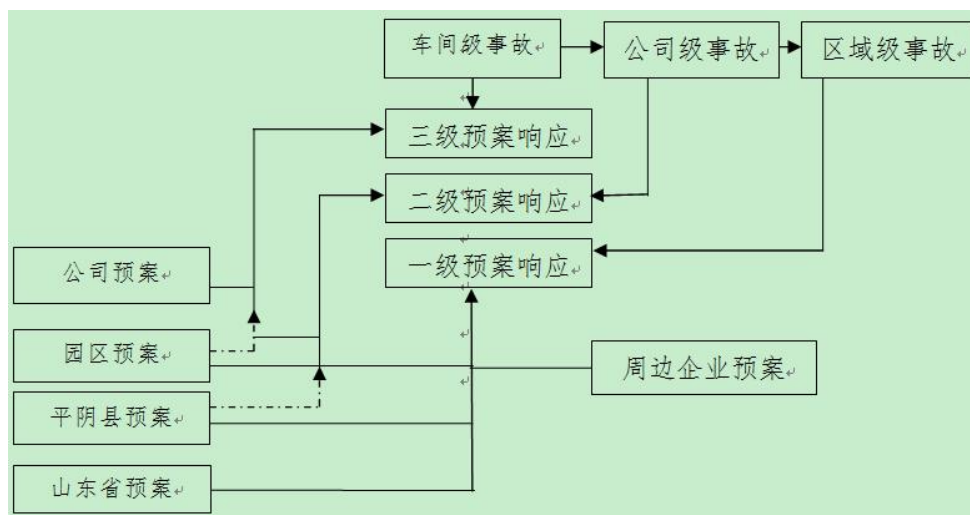 车间级事故
公司级事故
区域级事故
三级预案响应
二级预案响应
一级预案响应
公司预案
园区预案
周边企业预案
平阴县预案
山东省预案